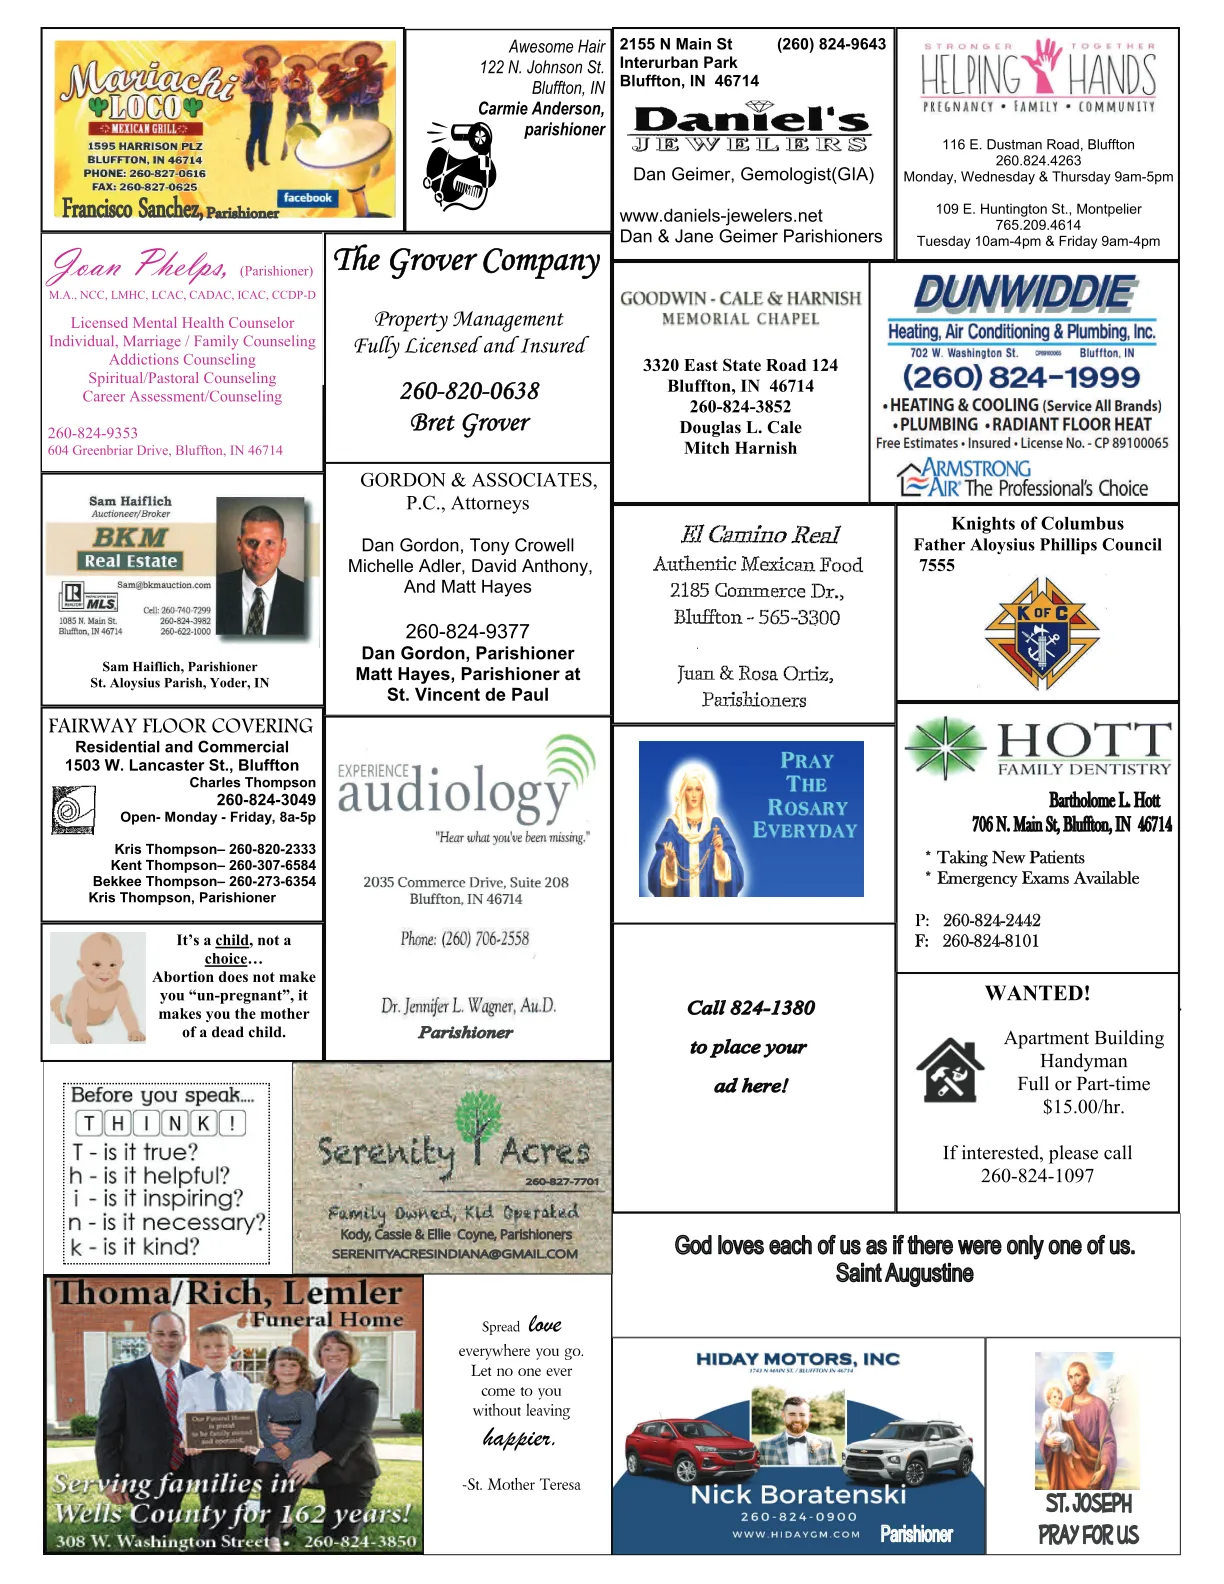 Mariachi
LOCO
MEXICAN GRILL
1595 HARRISON PLZ
BLUFFTON, IN 46714
PHONE: 260-827-0616
FAX: 260-827-0625
facebook
Francisco Sanchez, Parishioner
Awesome Hair
122 N. Johnson St.
Bluffton, IN
Carmie Anderson,
parishioner
2155 N Main St (260) 824-9643
Interurban Park
Bluffton, IN 46714
Daniel's
JEWELERS
Dan Geimer, Gemologist(GIA)
www.daniels-jewelers.net
Dan & Jane Geimer Parishioners
STRONGER TOGETHER
HELPING HANDS
PREGNANCY • FAMILY • COMMUNITY
116 E. Dustman Road, Bluffton
260.824.4263
Monday, Wednesday & Thursday 9am-5pm
109 E. Huntington St., Montpelier
765.209.4614
Tuesday 10am-4pm & Friday 9am-4pm
Joan Phelps, (Parishioner)
M.A., NCC, LMHC, LCAC, CADAC, ICAC, CCDP-D
Licensed Mental Health Counselor
Individual, Marriage / Family Counseling
Addictions Counseling
Spiritual/Pastoral Counseling
Career Assessment/Counseling
260-824-9353
604 Greenbriar Drive, Bluffton, IN 46714
The Grover Company
Property Management
Fully Licensed and Insured
260-820-0638
Bret Grover
GOODWIN - CALE & HARNISH
MEMORIAL CHAPEL
3320 East State Road 124
Bluffton, IN 46714
260-824-3852
Douglas L. Cale
Mitch Harnish
DUNWIDDIE
Heating, Air Conditioning & Plumbing, Inc.
702 W. Washington St. CP89100065 Bluffton, IN
(260) 824-1999
• HEATING & COOLING (Service All Brands)
• PLUMBING • RADIANT FLOOR HEAT
Free Estimates • Insured • License No. - CP 89100065
ARMSTRONG
AIR The Professional's Choice
Sam Haiflich
Auctioneer/Broker
BKM
Real Estate
Sam@bkmauction.com
REALTOR
MLS
Cell: 260-740-7299
1085 N. Main St. 260-824-3982
Bluffton, IN 46714 260-622-1000
Sam Haiflich, Parishioner
St. Aloysius Parish, Yoder, IN
GORDON & ASSOCIATES,
P.C., Attorneys
Dan Gordon, Tony Crowell
Michelle Adler, David Anthony,
And Matt Hayes
260-824-9377
Dan Gordon, Parishioner
Matt Hayes, Parishioner at
St. Vincent de Paul
El Camino Real
Authentic Mexican Food
2185 Commerce Dr.,
Bluffton - 565-3300
Juan & Rosa Ortiz,
Parishioners
Knights of Columbus
Father Aloysius Phillips Council
7555
K OF C
FAIRWAY FLOOR COVERING
Residential and Commercial
1503 W. Lancaster St., Bluffton
Charles Thompson
260-824-3049
Open- Monday - Friday, 8a-5p
Kris Thompson– 260-820-2333
Kent Thompson– 260-307-6584
Bekkee Thompson– 260-273-6354
Kris Thompson, Parishioner
EXPERIENCE
audiology
"Hear what you've been missing."
2035 Commerce Drive, Suite 208
Bluffton, IN 46714
Phone: (260) 706-2558
Dr. Jennifer L. Wagner, Au.D.
Parishioner
PRAY
THE
ROSARY
EVERYDAY
HOTT
FAMILY DENTISTRY
Bartholome L. Hott
706 N. Main St, Bluffton, IN 46714
* Taking New Patients
* Emergency Exams Available
P: 260-824-2442
F: 260-824-8101
It's a child, not a
choice…
Abortion does not make
you “un-pregnant”, it
makes you the mother
of a dead child.
Call 824-1380
to place your
ad here!
WANTED!
Apartment Building
Handyman
Full or Part-time
$15.00/hr.
If interested, please call
260-824-1097
Before you speak....
THINK!
T - is it true?
h - is it helpful?
i - is it inspiring?
n - is it necessary?
k - is it kind?
Serenity Acres
260-827-7701
Family Owned, Kid Operated
Kody, Cassie & Ellie Coyne, Parishioners
SERENITYACRESINDIANA@GMAIL.COM
God loves each of us as if there were only one of us.
Saint Augustine
Thoma/Rich, Lemler
Funeral Home
Our Funeral Home
is proud
to be family owned
and operated.
Serving families in
Wells County for 162 years!
308 W. Washington Street • 260-824-3850
Spread love
everywhere you go.
Let no one ever
come to you
without leaving
happier.
-St. Mother Teresa
HIDAY MOTORS, INC
1743 N MAIN ST. / BLUFFTON IN 46714
Nick Boratenski
260-824-0900
WWW.HIDAYGM.COM Parishioner
ST. JOSEPH
PRAY FOR US